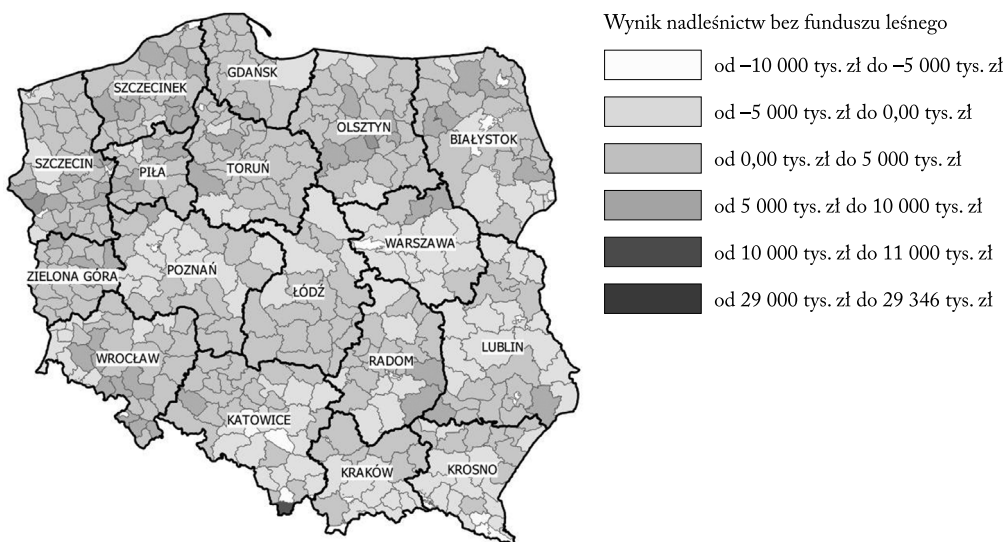 Wynik nadleśnictw bez funduszu leśnego
od –10 000 tys. zł do –5 000 tys. zł
od –5 000 tys. zł do 0,00 tys. zł
od 0,00 tys. zł do 5 000 tys. zł
od 5 000 tys. zł do 10 000 tys. zł
od 10 000 tys. zł do 11 000 tys. zł
od 29 000 tys. zł do 29 346 tys. zł
GDAŃSK
SZCZECINEK
OLSZTYN
BIAŁYSTOK
SZCZECIN
PIŁA
TORUŃ
WARSZAWA
ZIELONA GÓRA
POZNAŃ
ŁÓDŹ
WROCŁAW
RADOM
LUBLIN
KATOWICE
KRAKÓW
KROSNO